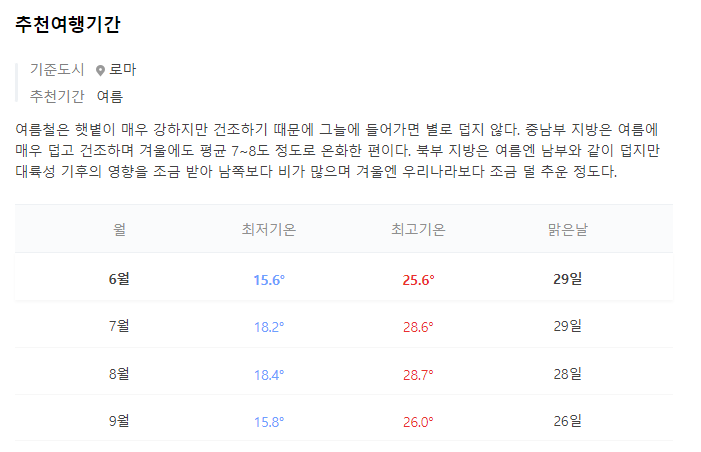 추천여행기간
기준도시 로마
추천기간 여름
여름철은 햇볕이 매우 강하지만 건조하기 때문에 그늘에 들어가면 별로 덥지 않다. 중남부 지방은 여름에
매우 덥고 건조하며 겨울에도 평균 7~8도 정도로 온화한 편이다. 북부 지방은 여름엔 남부와 같이 덥지만
대륙성 기후의 영향을 조금 받아 남쪽보다 비가 많으며 겨울엔 우리나라보다 조금 덜 추운 정도다.
월 최저기온 최고기온 맑은날
6월 15.6° 25.6° 29일
7월 18.2° 28.6° 29일
8월 18.4° 28.7° 28일
9월 15.8° 26.0° 26일